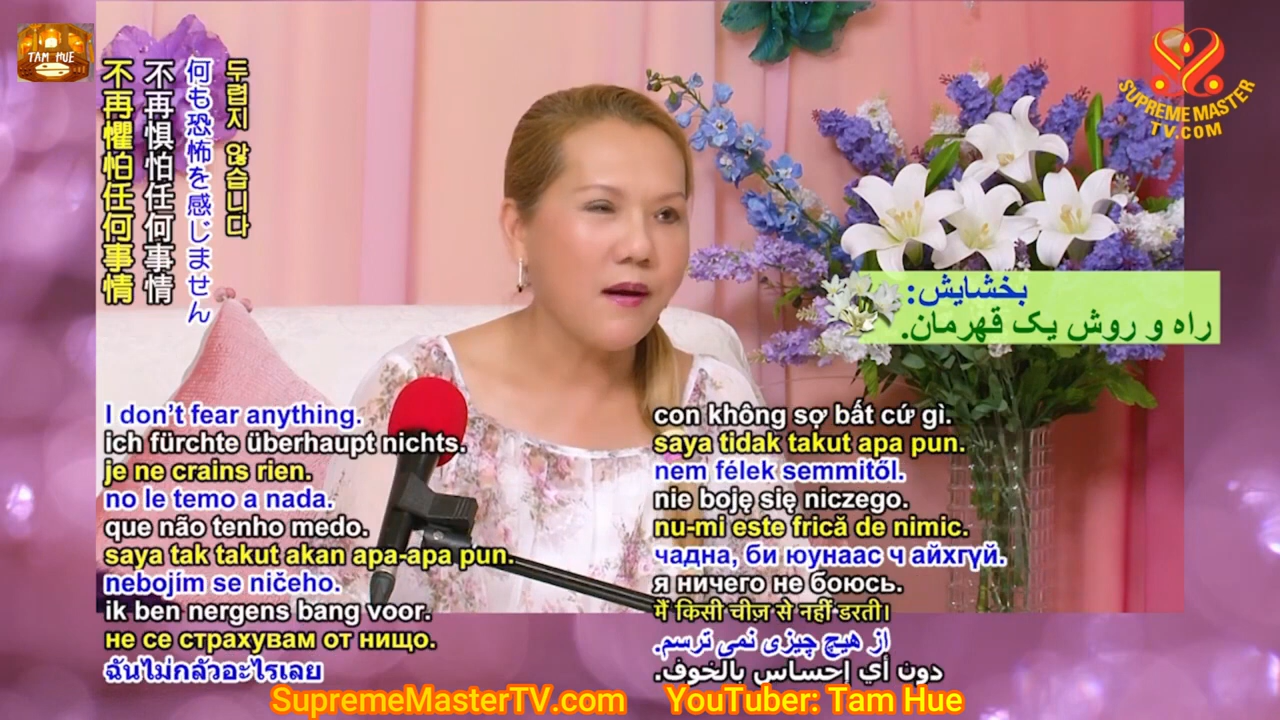 TAM HUE
SUPREME MASTER
TV.COM
두렵지 않습니다
何も恐怖を感じません
不再惧怕任何事情
不再懼怕任何事情
بخشایش:
راه و روش یک قهرمان.
I don't fear anything.
ich fürchte überhaupt nichts.
je ne crains rien.
no le temo a nada.
que não tenho medo.
saya tak takut akan apa-apa pun.
nebojím se ničeho.
ik ben nergens bang voor.
не се страхувам от нищо.
ฉันไม่กลัวอะไรเลย
con không sợ bất cứ gì.
saya tidak takut apa pun.
nem félek semmitől.
nie boję się niczego.
nu-mi este frică de nimic.
чадна, би юунаас ч айхгүй.
я ничего не боюсь.
मैं किसी चीज़ से नहीं डरती।
از هیچ چیزی نمی ترسم.
دون أي إحساس بالخوف.
SupremeMasterTV.com YouTuber: Tam Hue